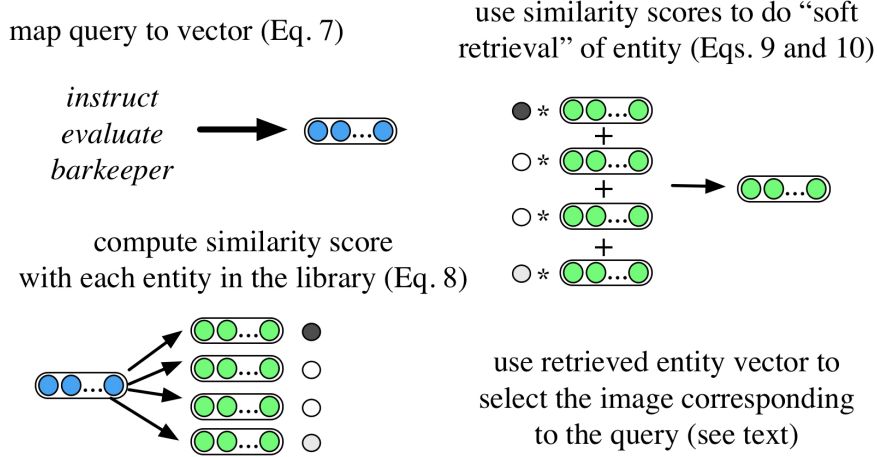 map query to vector (Eq. 7)
instruct
evaluate
barkeeper
compute similarity score
with each entity in the library (Eq. 8)
use similarity scores to do “soft
retrieval” of entity (Eqs. 9 and 10)
*
+
*
+
*
+
*
use retrieved entity vector to
select the image corresponding
to the query (see text)